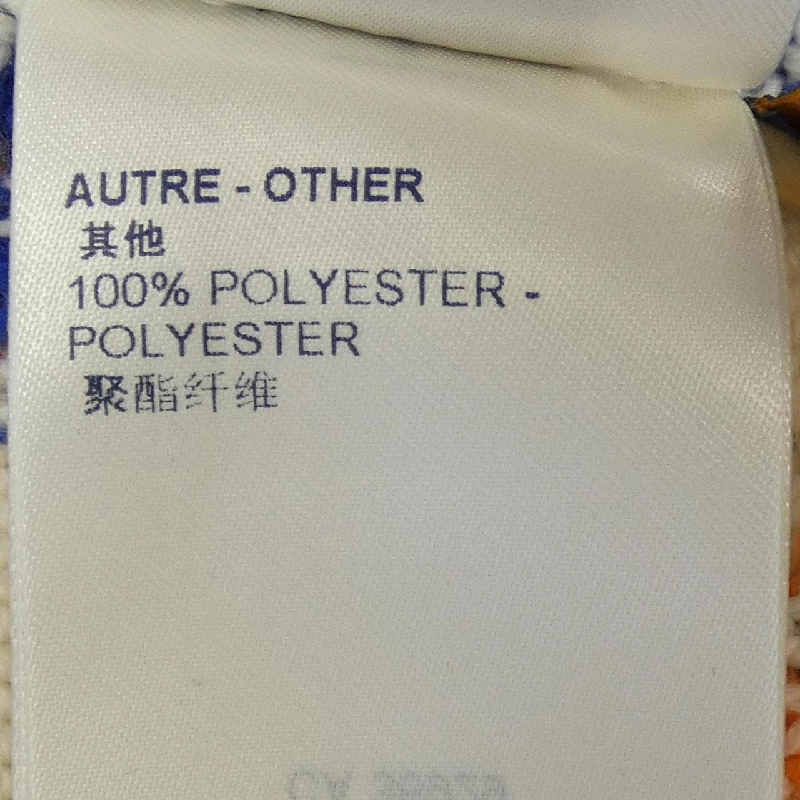 AUTRE - OTHER
其他
100% POLYESTER -
POLYESTER
聚酯纤维